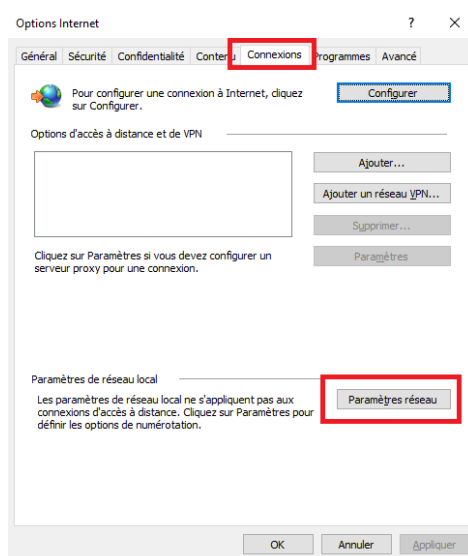 Options Internet ? ×
Général Sécurité Confidentialité Contenu Connexions Programmes Avancé
Pour configurer une connexion à Internet, cliquez
sur Configurer.
Configurer
Options d'accès à distance et de VPN
Ajouter...
Ajouter un réseau VPN...
Supprimer...
Cliquez sur Paramètres si vous devez configurer un
serveur proxy pour une connexion.
Paramètres
Paramètres de réseau local
Les paramètres de réseau local ne s'appliquent pas aux
connexions d'accès à distance. Cliquez sur Paramètres pour
définir les options de numérotation.
Paramètres réseau
OK Annuler Appliquer